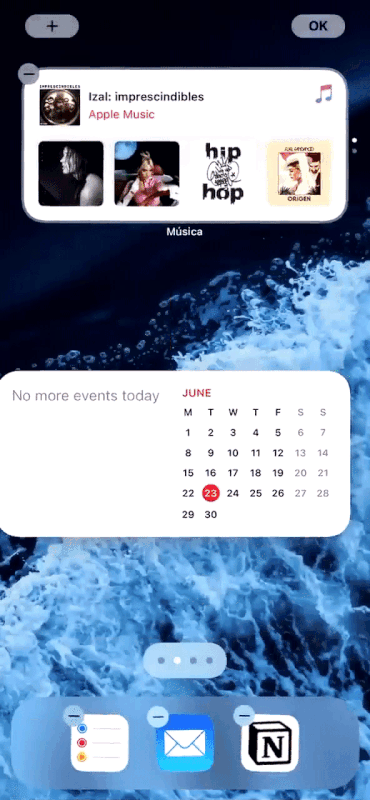 +
OK
IMPRESCINDIBLES
Izal: imprescindibles
Apple Music
hip
hop
ORIGEN
Música
No more events today
JUNE
M T W T F S S
1 2 3 4 5 6 7
8 9 10 11 12 13 14
15 16 17 18 19 20 21
22 23 24 25 26 27 28
29 30
N